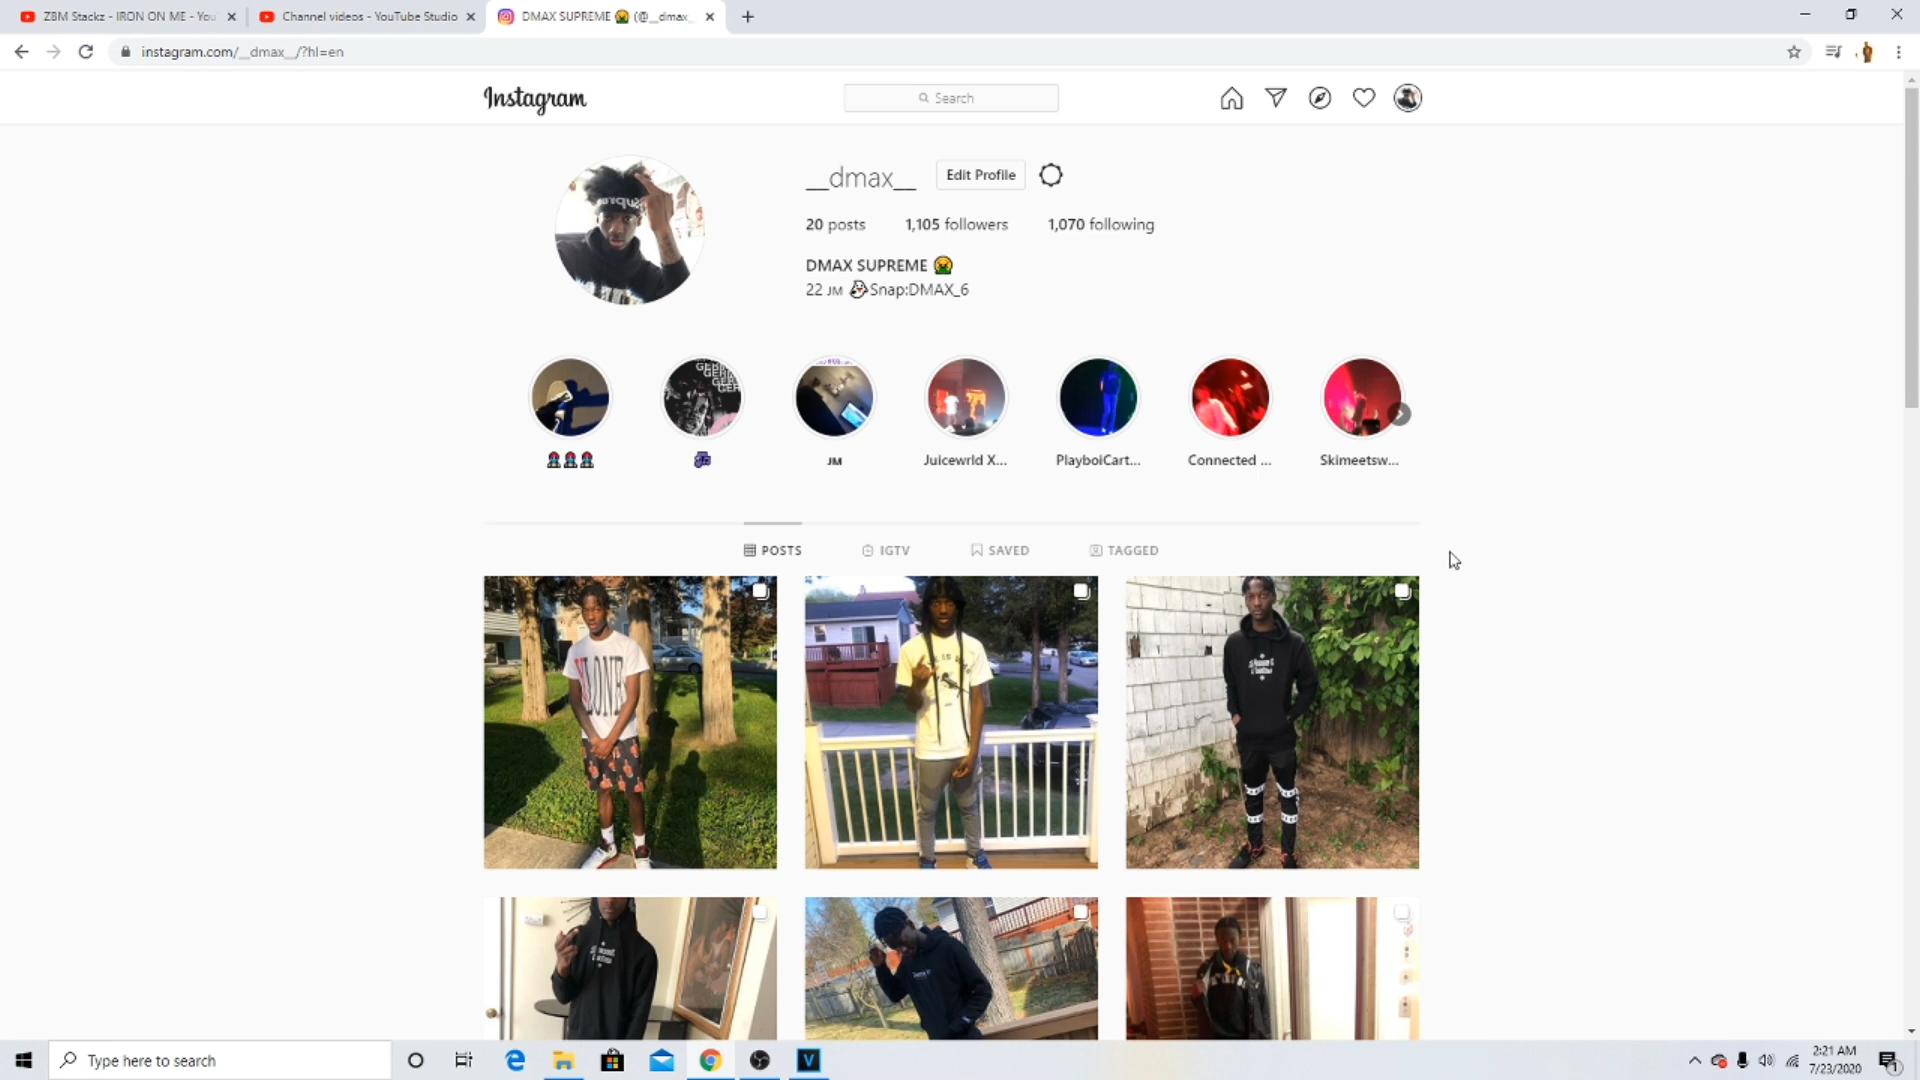 ZBM Stackz - IRON ON ME - You
Channel videos - YouTube Studio
DMAX SUPREME 🤮 (@__dmax_
instagram.com/__dmax__/?hl=en
Instagram
Search
__dmax__
Edit Profile
20 posts
1,105 followers
1,070 following
DMAX SUPREME 🤮
22 JM 👻Snap:DMAX_6
JM
Juicewrld X...
PlayboiCart...
Connected ...
Skimeetsw...
POSTS
IGTV
SAVED
TAGGED
Type here to search
2:21 AM
7/23/2020